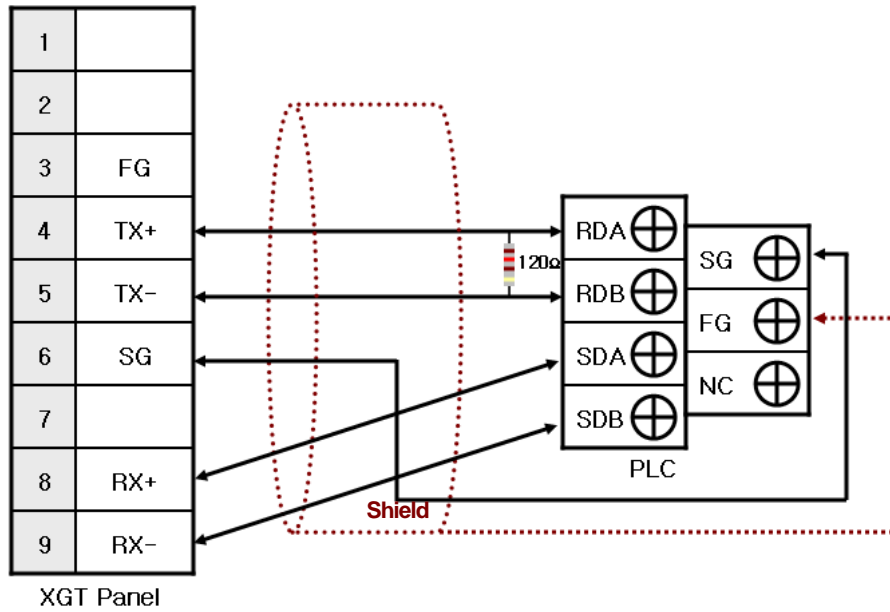 1
2
3 FG
4 TX+
5 TX-
6 SG
7
8 RX+
9 RX-
XGT Panel
120Ω
Shield
RDA
RDB
SDA
SDB
SG
FG
NC
PLC